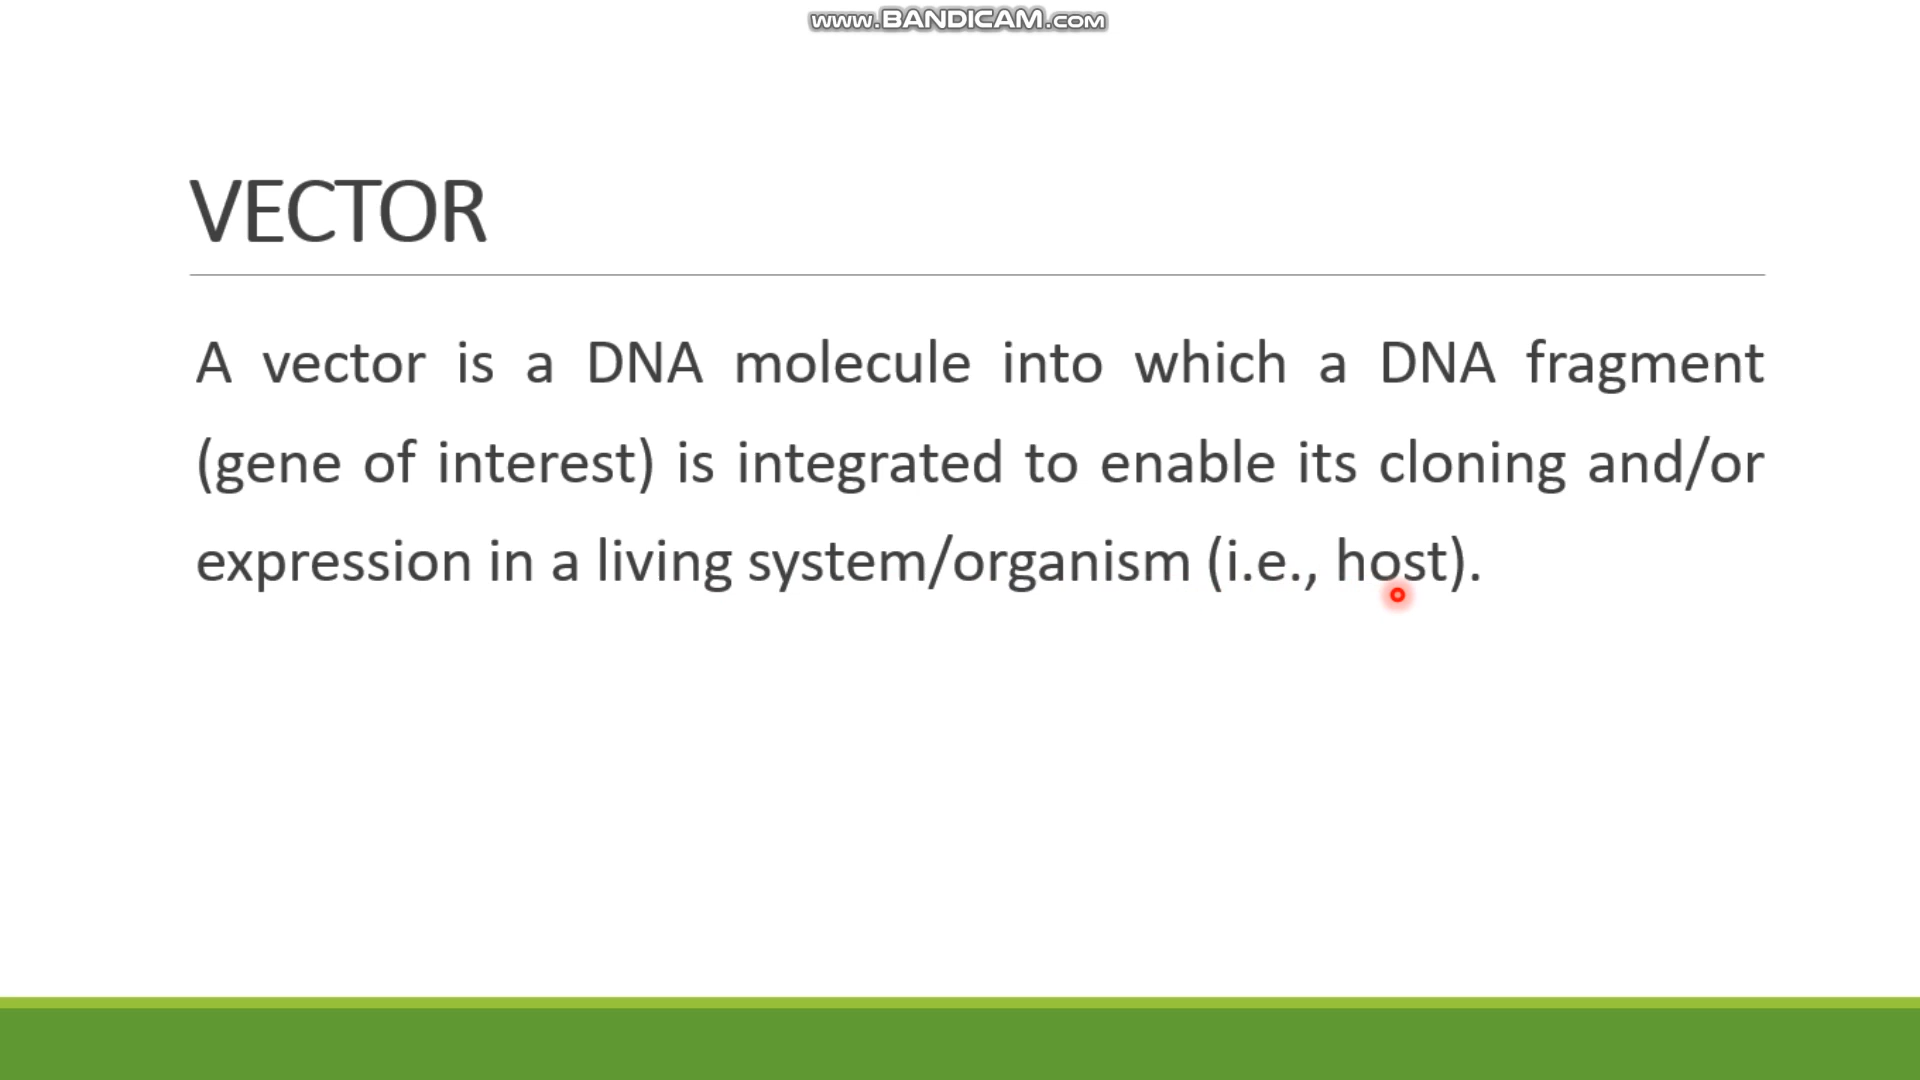 www.BANDICAM.com
VECTOR
A vector is a DNA molecule into which a DNA fragment
(gene of interest) is integrated to enable its cloning and/or
expression in a living system/organism (i.e., host).